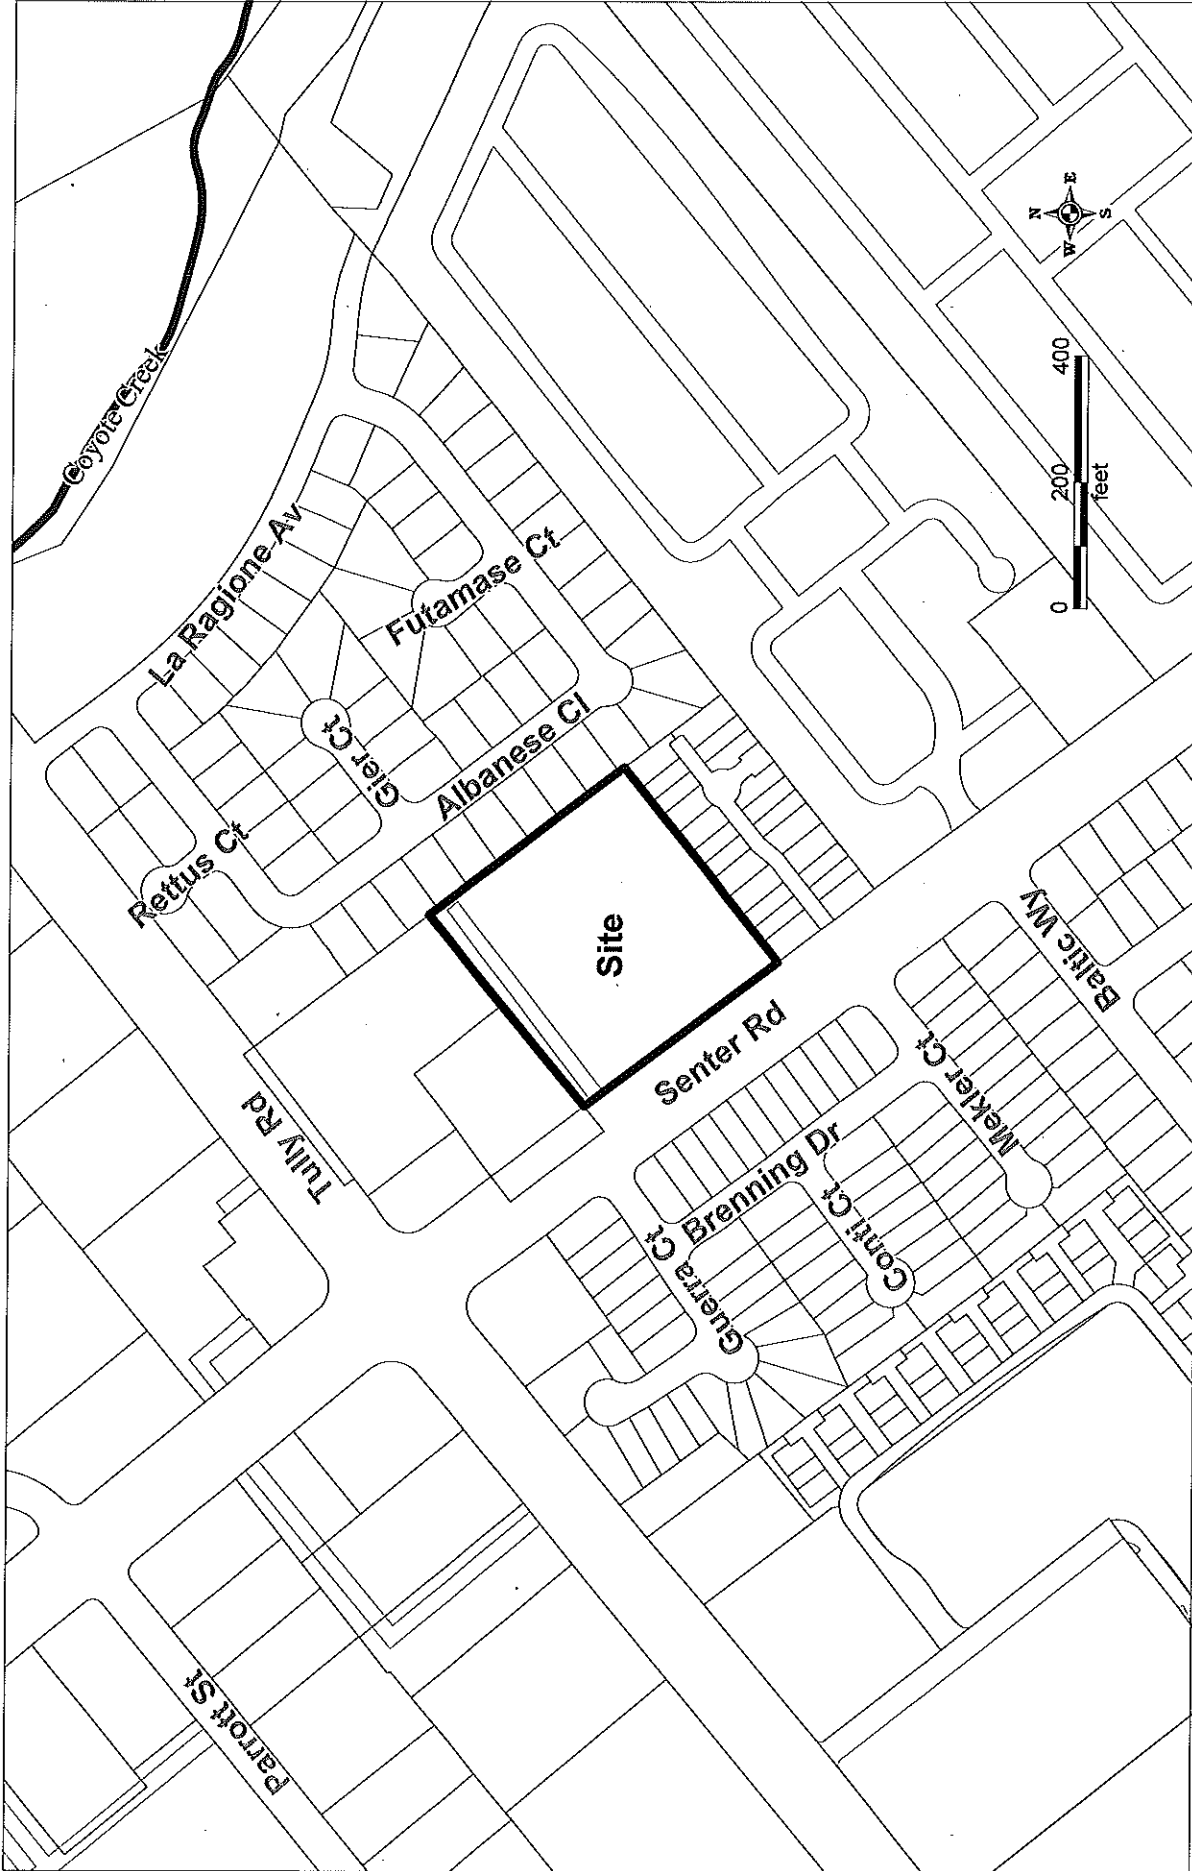 Coyote Creek
La Ragione Av
Futamase Ct
Gier Ct
Albanese Cl
Rettus Ct
Tully Rd
Site
Senter Rd
Baltic Wy
Mekler Ct
Brenning Dr
Conti Ct
Guerra Ct
Parrott St
N
W
E
S
0
200
400
feet